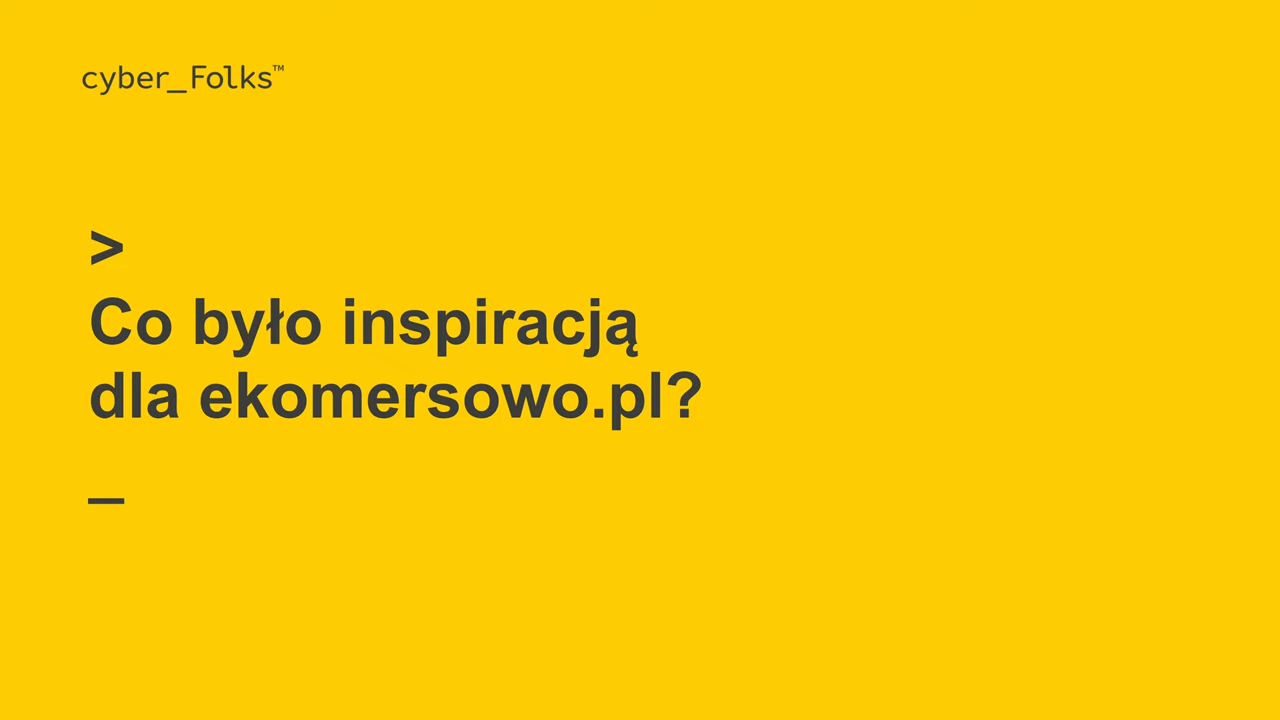 cyber_Folks™
>
Co było inspiracją
dla ekomersowo.pl?
_